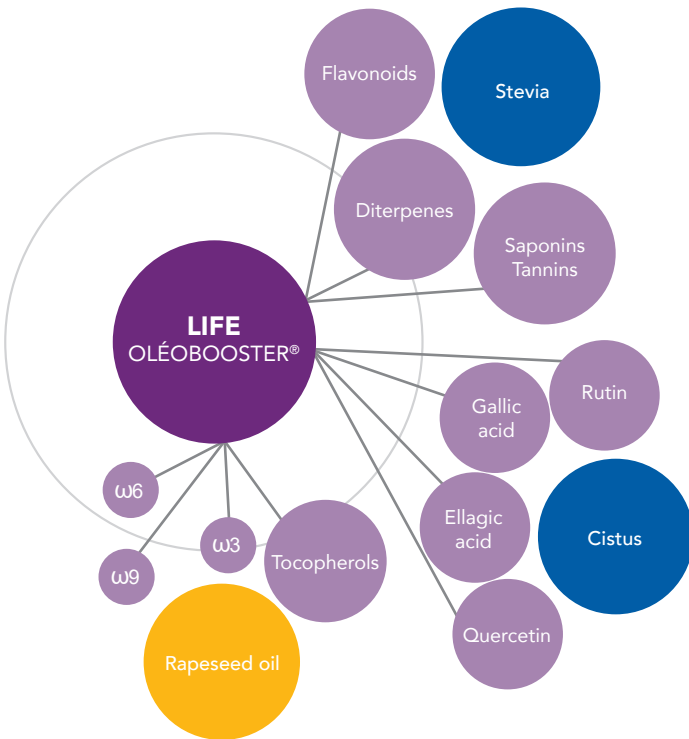 Flavonoids
Stevia
Diterpenes
Saponins
Tannins
LIFE
OLÉOBOOSTER®
Rutin
Gallic
acid
ω6
Ellagic
acid
Cistus
ω3
Tocopherols
ω9
Quercetin
Rapeseed oil